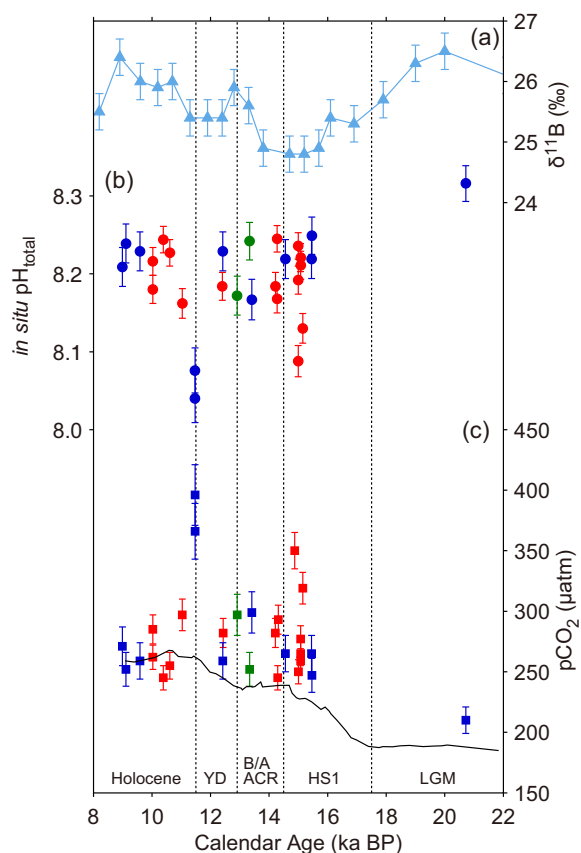 (a)
27
26
25
24
δ¹¹B (‰)
(b)
8.3
8.2
8.1
8.0
in situ pHtotal
(c)
450
400
350
300
250
200
150
pCO₂ (µatm)
B/A
Holocene YD ACR HS1 LGM
8 10 12 14 16 18 20 22
Calendar Age (ka BP)